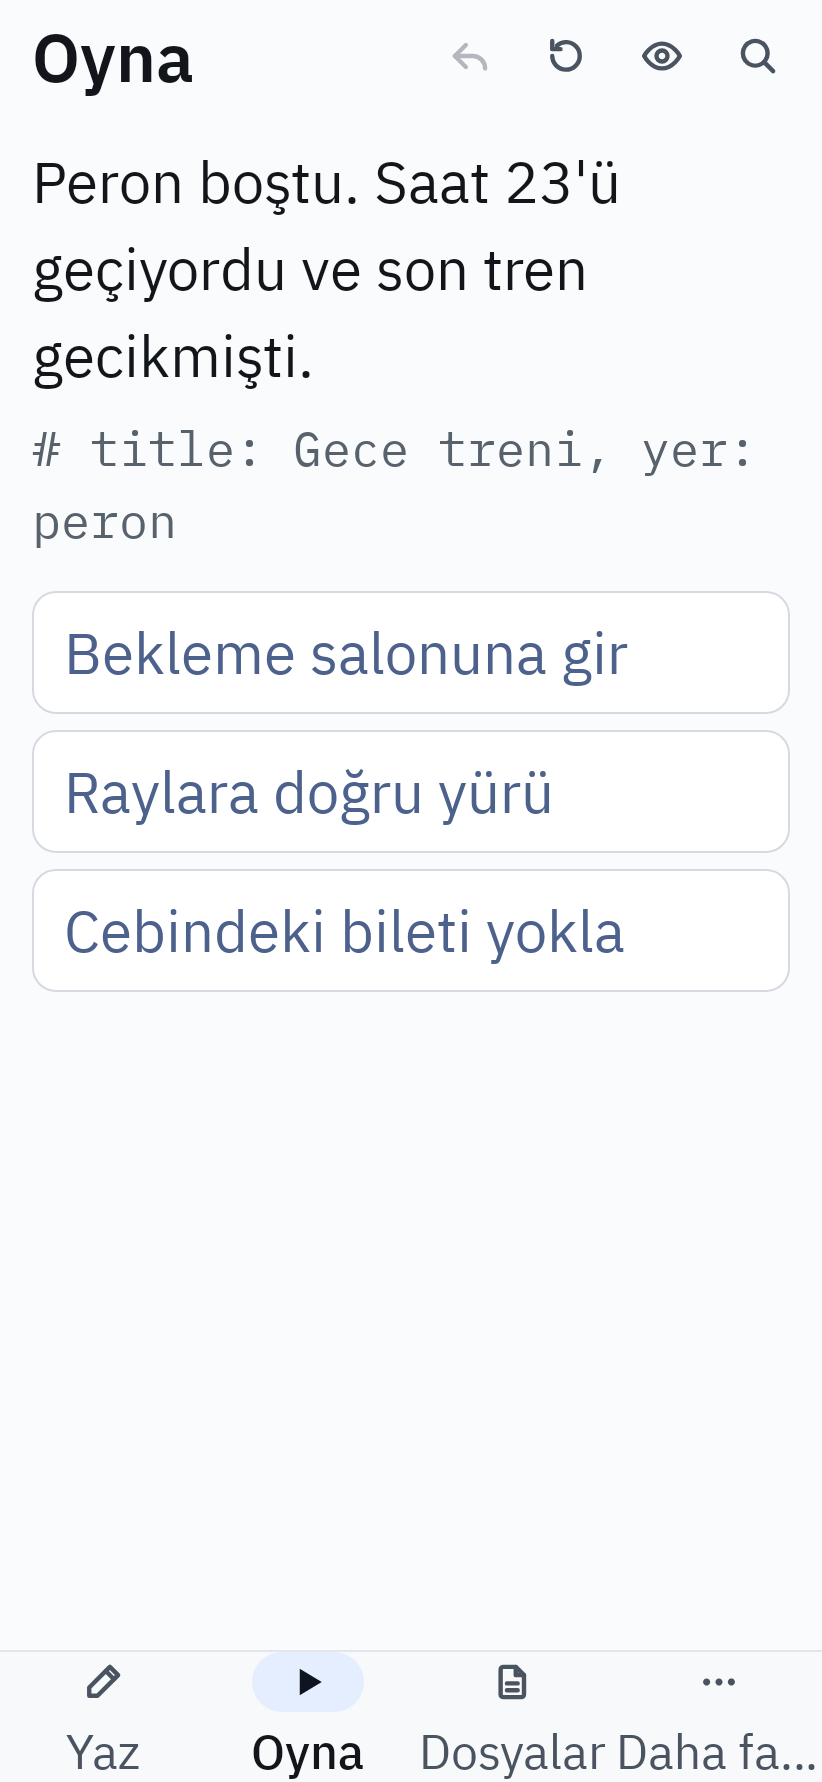 Oyna
Peron boştu. Saat 23'ü
geçiyordu ve son tren
gecikmişti.
# title: Gece treni, yer:
peron
Bekleme salonuna gir
Raylara doğru yürü
Cebindeki bileti yokla
Yaz
Oyna
Dosyalar
Daha fa...